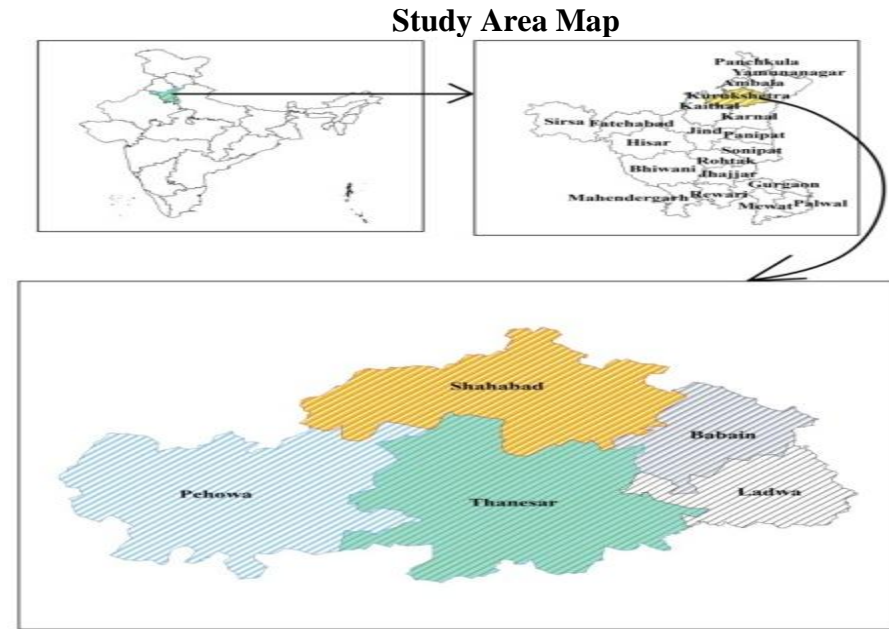 Study Area Map
Panchkula
Yamunanagar
Ambala
Kurukshetra
Kaithal
Karnal
Sirsa
Fatehabad
Jind
Panipat
Hisar
Sonipat
Rohtak
Bhiwani
Jhajjar
Gurgaon
Mahendergarh
Rewari
Mewat
Palwal
Shahabad
Babain
Pehowa
Thanesar
Ladwa